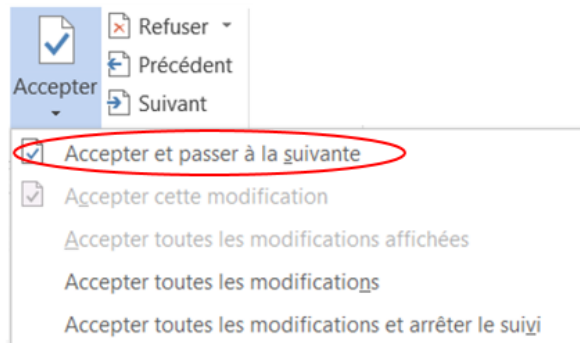 Accepter
Refuser
Précédent
Suivant
Accepter et passer à la suivante
Accepter cette modification
Accepter toutes les modifications affichées
Accepter toutes les modifications
Accepter toutes les modifications et arrêter le suivi